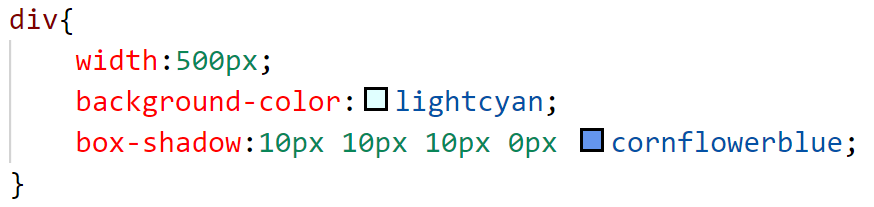 div{
    width:500px;
    background-color:lightcyan;
    box-shadow:10px 10px 10px 0px cornflowerblue;
}